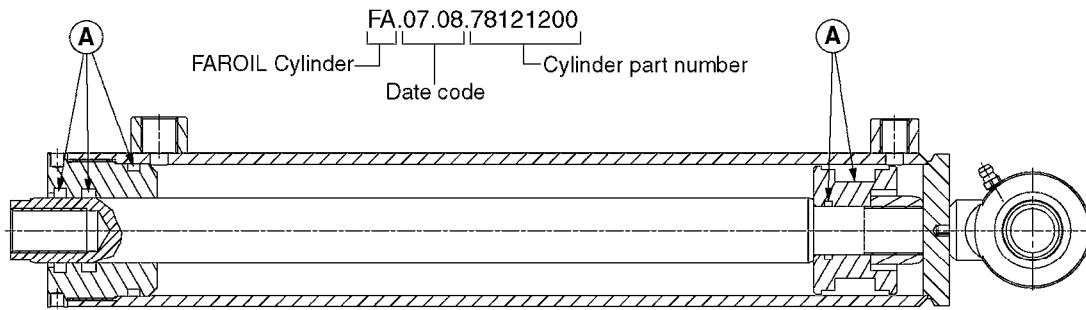 FA.07.08.78121200
A
A
FAROIL Cylinder
Cylinder part number
Date code
A